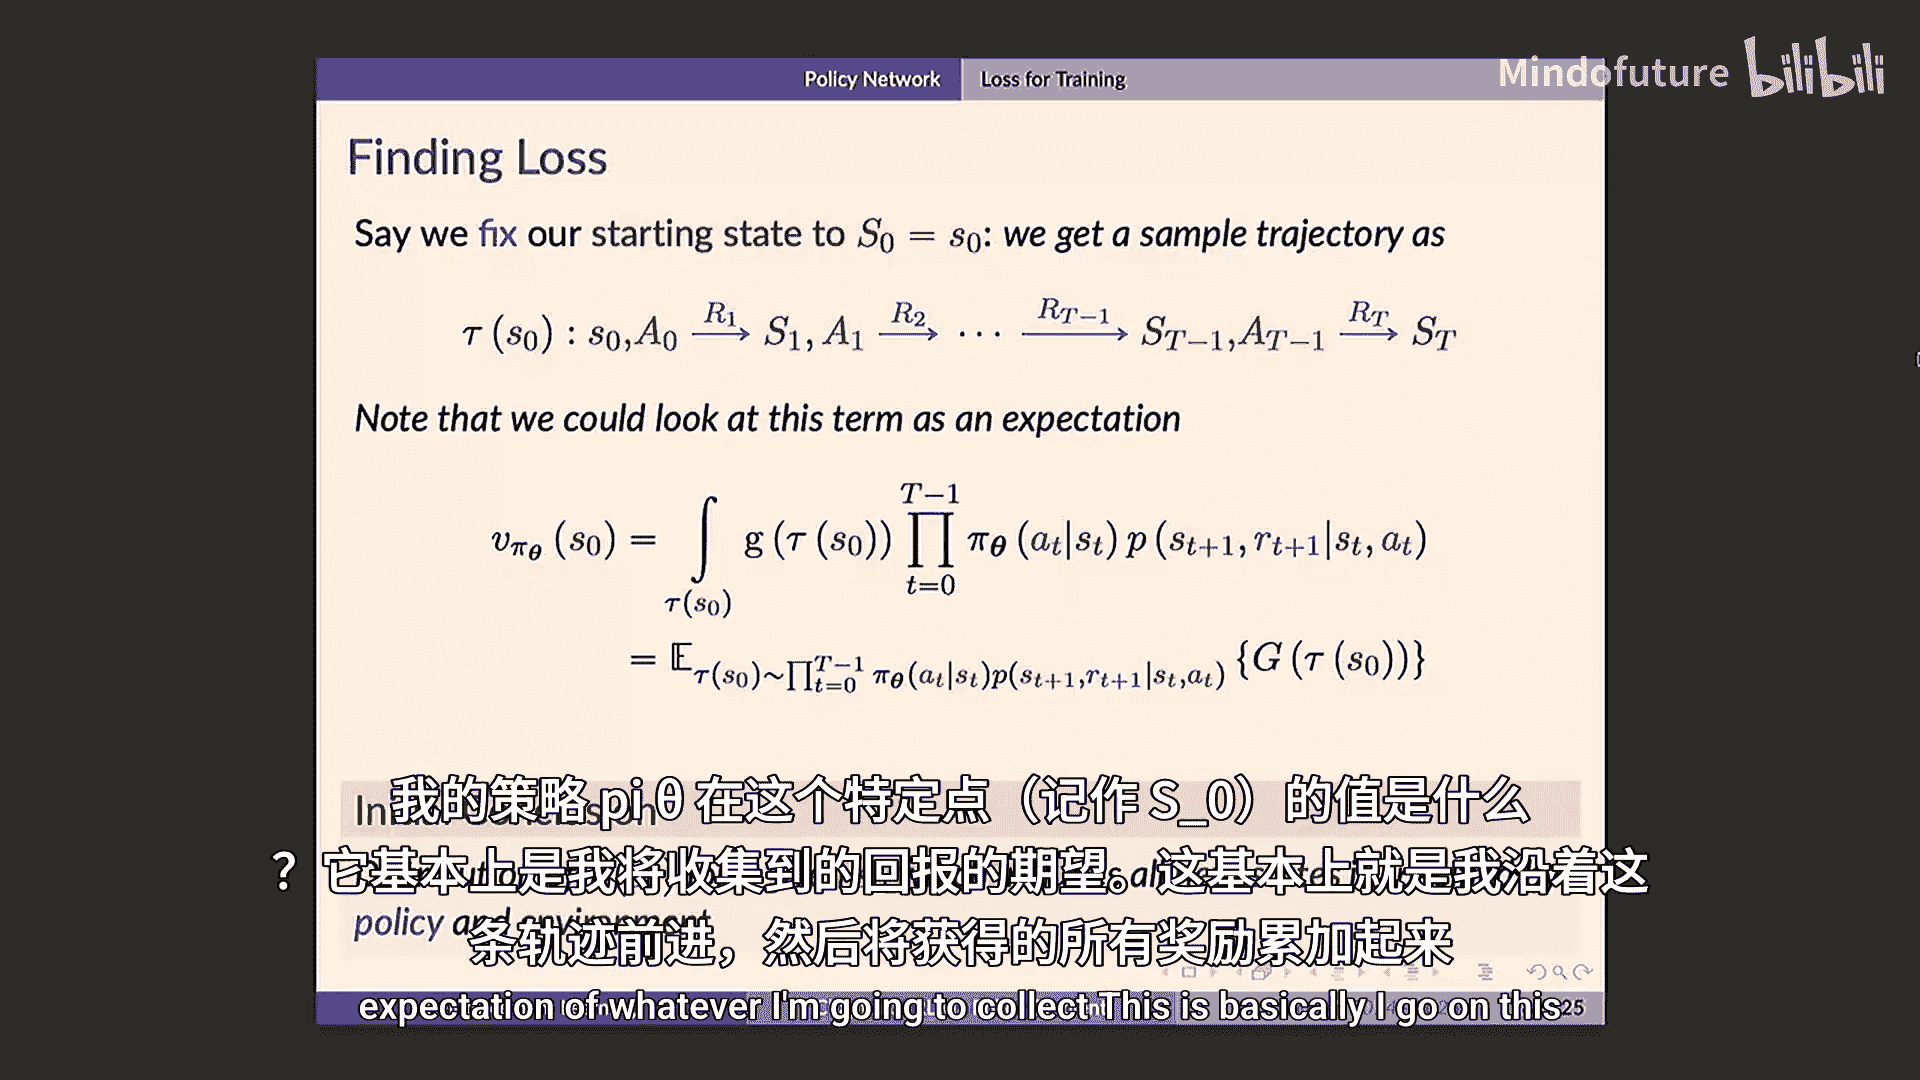 Mindofuture bilibili
Policy Network Loss for Training
Finding Loss
Say we fix our starting state to S₀ = s₀: we get a sample trajectory as
τ (s₀) : s₀, A₀ —R₁→ S₁, A₁ —R₂→ ⋯ —R_{T−1}→ S_{T−1}, A_{T−1} —R_T→ S_T
Note that we could look at this term as an expectation
v_{π_θ} (s₀) = ∫_{τ(s₀)} g (τ (s₀)) ∏_{t=0}^{T−1} π_θ (a_t|s_t) p (s_{t+1}, r_{t+1}|s_t, a_t)
= 𝔼_{τ(s₀)∼∏_{t=0}^{T−1} π_θ(a_t|s_t)p(s_{t+1},r_{t+1}|s_t,a_t)} {G (τ (s₀))}
我的策略 pi θ 在这个特定点（记作 S_0）的值是什么
？它基本上是我将收集到的回报的期望。这基本上就是我沿着这
policy and environment
条轨迹前进，然后将获得的所有奖励累加起来
expectation of whatever I'm going to collect This is basically I go on this